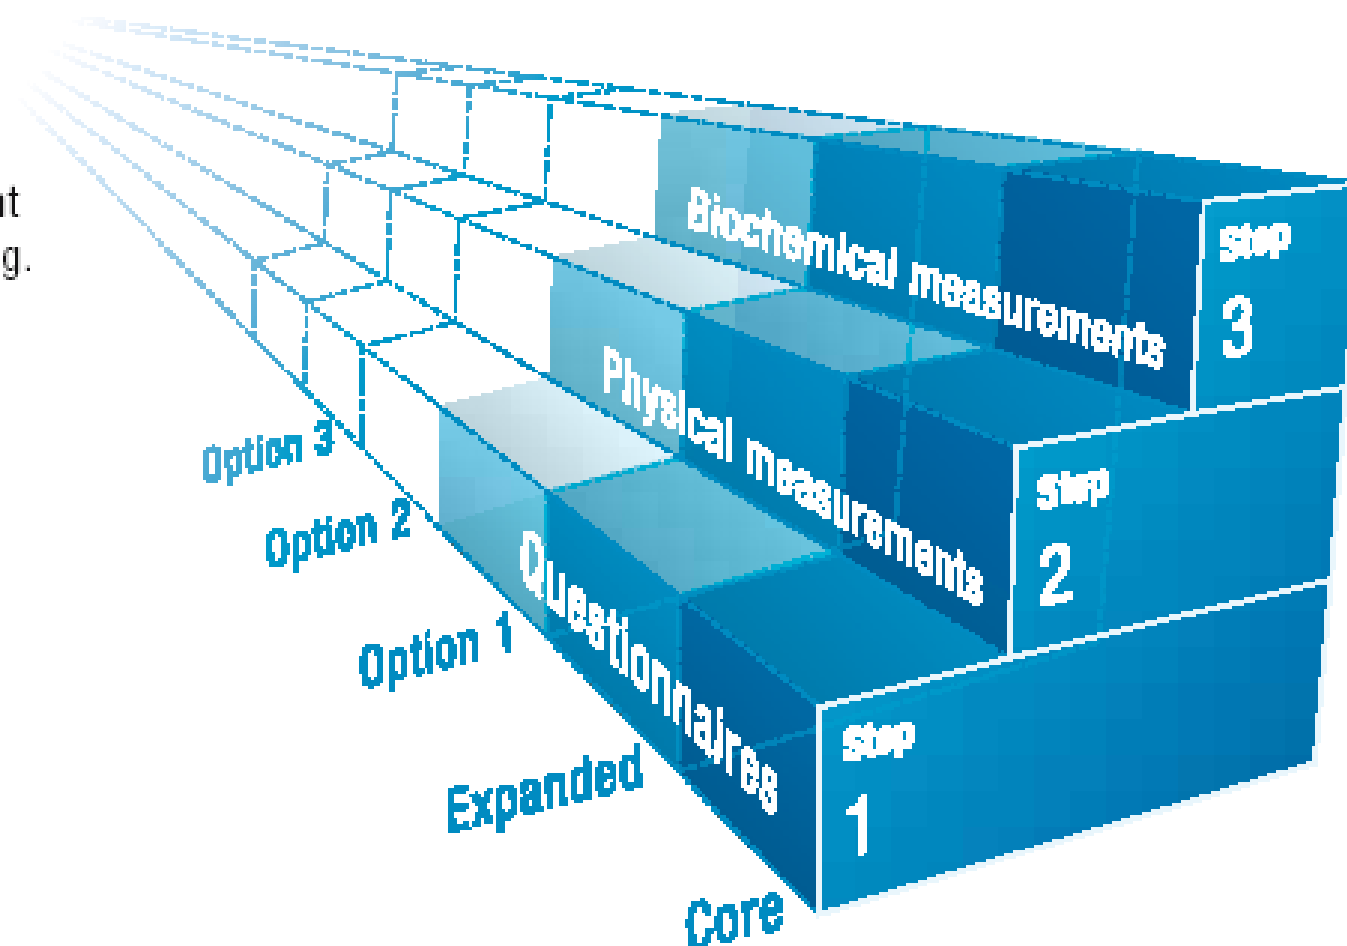 g.
Biochemical measurements
step
3
Physical measurements
step
2
Questionnaires
step
1
Option 3
Option 2
Option 1
Expanded
Core